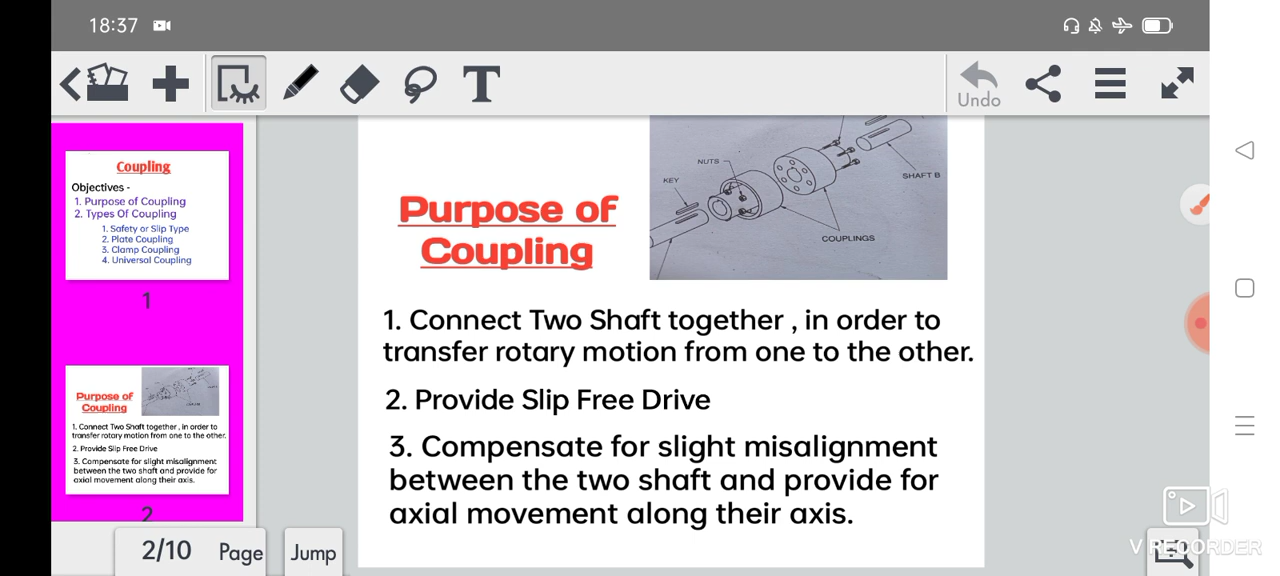 18:37
Undo
Coupling
Objectives -
1. Purpose of Coupling
2. Types Of Coupling
1. Safety or Slip Type
2. Plate Coupling
3. Clamp Coupling
4. Universal Coupling
1
Purpose of
Coupling
1. Connect Two Shaft together , in order to
transfer rotary motion from one to the other.
2. Provide Slip Free Drive
3. Compensate for slight misalignment
between the two shaft and provide for
axial movement along their axis.
2
2/10 Page
Jump
NUTS
KEY
SHAFT B
COUPLINGS
Purpose of
Coupling
1. Connect Two Shaft together , in order to
transfer rotary motion from one to the other.
2. Provide Slip Free Drive
3. Compensate for slight misalignment
between the two shaft and provide for
axial movement along their axis.
V RECORDER